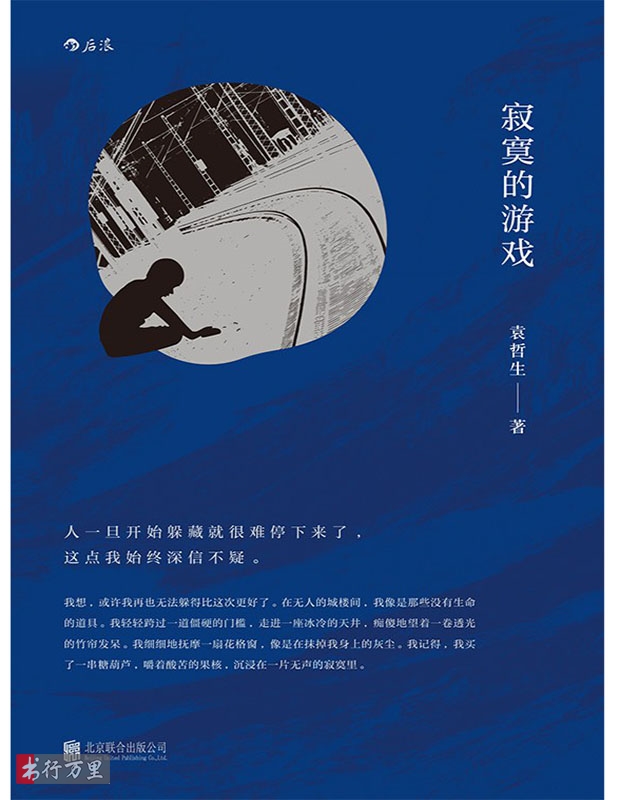 后浪
寂寞的游戏
袁哲生——著
人一旦开始躲藏就很难停下来了，
这点我始终深信不疑。
我想，或许我再也无法躲得比这次更好了。在无人的城楼间，我像是那些没有生命
的道具。我轻轻跨过一道僵硬的门槛，走进一座冰冷的天井，痴傻地望着一卷透光
的竹帘发呆。我细细地抚摩一扇花格窗，像是在抹掉我身上的灰尘。我记得，我买
了一串糖葫芦，嚼着酸苦的果核，沉浸在一片无声的寂寞里。
北京联合出版公司
Beijing United Publishing Co.,Ltd.
书行万里